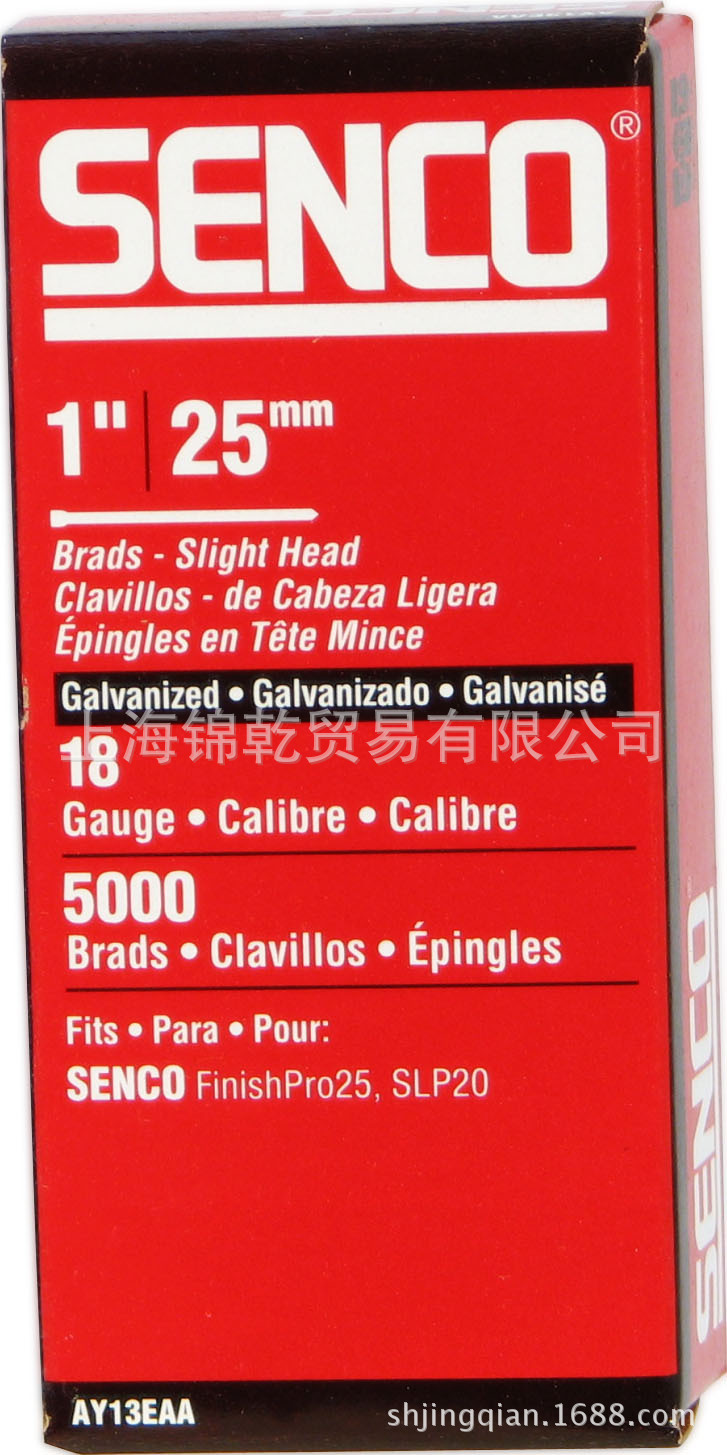 AY13EAA
SENCO®
1" 25mm
Brads - Slight Head
Clavillos - de Cabeza Ligera
Épingles en Tête Mince
Galvanized • Galvanizado • Galvanisé
上海锦乾贸易有限公司
18
Gauge • Calibre • Calibre
5000
Brads • Clavillos • Épingles
Fits • Para • Pour:
SENCO FinishPro25, SLP20
SENCO
AY13EAA
shjingqian.1688.com